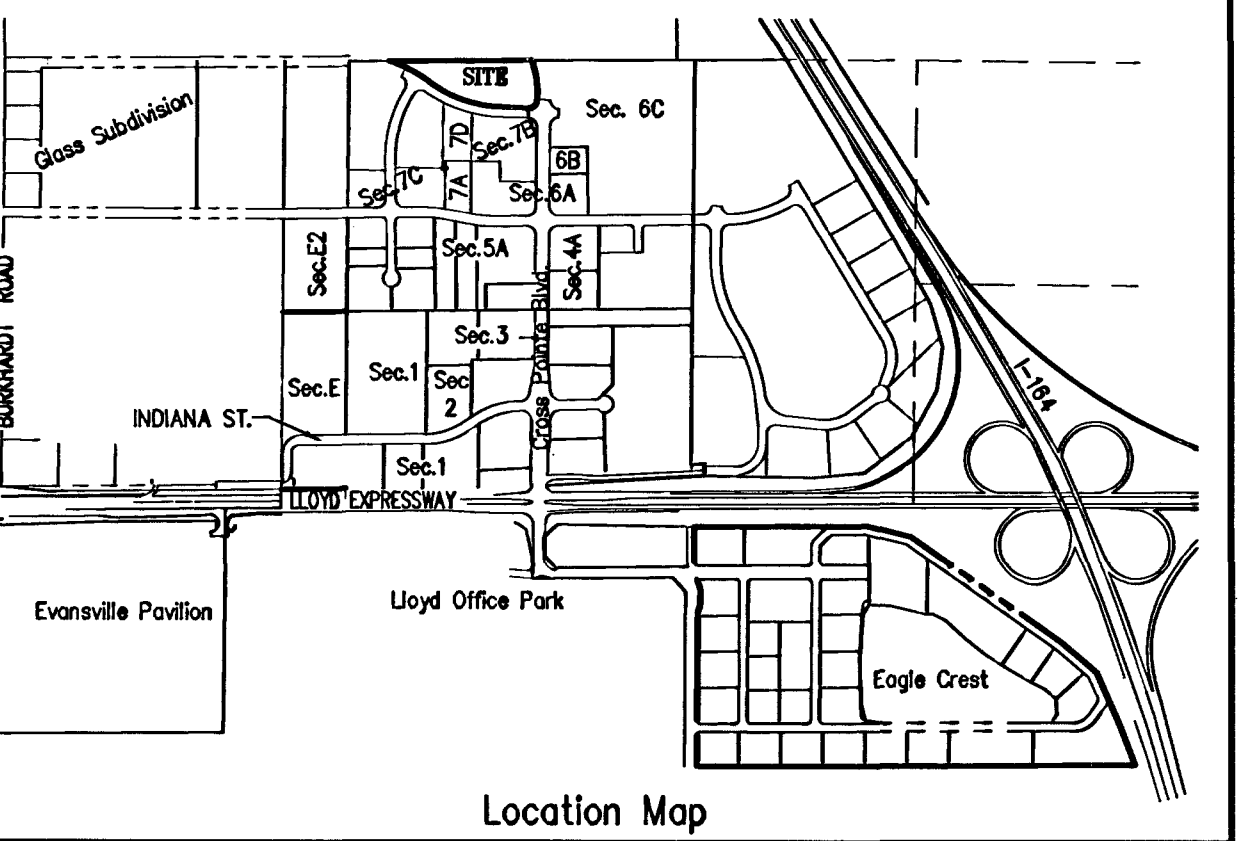 SITE
Glass Subdivision
Sec. 6C
7D
Sec.7B
6B
Sec.7C
7A
Sec.6A
Sec.E2
Sec.5A
Sec.4A
BURKHARDT ROAD
Cross Pointe Blvd.
Sec.3
Sec.E
Sec.1
Sec
2
I-164
INDIANA ST.
Sec.1
LLOYD EXPRESSWAY
Evansville Pavilion
Lloyd Office Park
Eagle Crest
Location Map